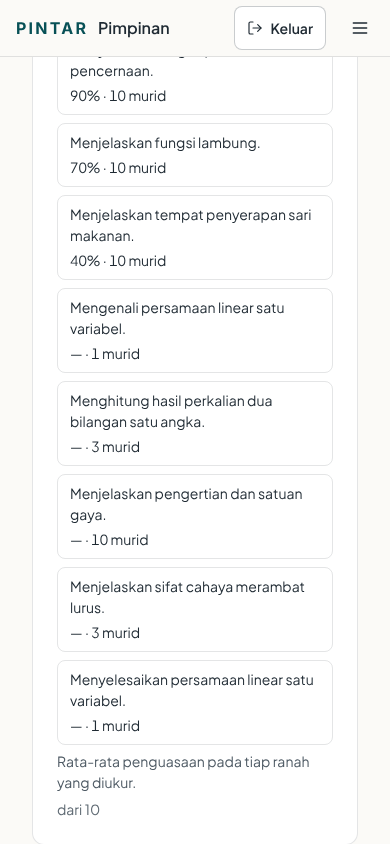 PINTAR Pimpinan
Keluar
pencernaan.
90% · 10 murid
Menjelaskan fungsi lambung.
70% · 10 murid
Menjelaskan tempat penyerapan sari
makanan.
40% · 10 murid
Mengenali persamaan linear satu
variabel.
— · 1 murid
Menghitung hasil perkalian dua
bilangan satu angka.
— · 3 murid
Menjelaskan pengertian dan satuan
gaya.
— · 10 murid
Menjelaskan sifat cahaya merambat
lurus.
— · 3 murid
Menyelesaikan persamaan linear satu
variabel.
— · 1 murid
Rata-rata penguasaan pada tiap ranah
yang diukur.
dari 10